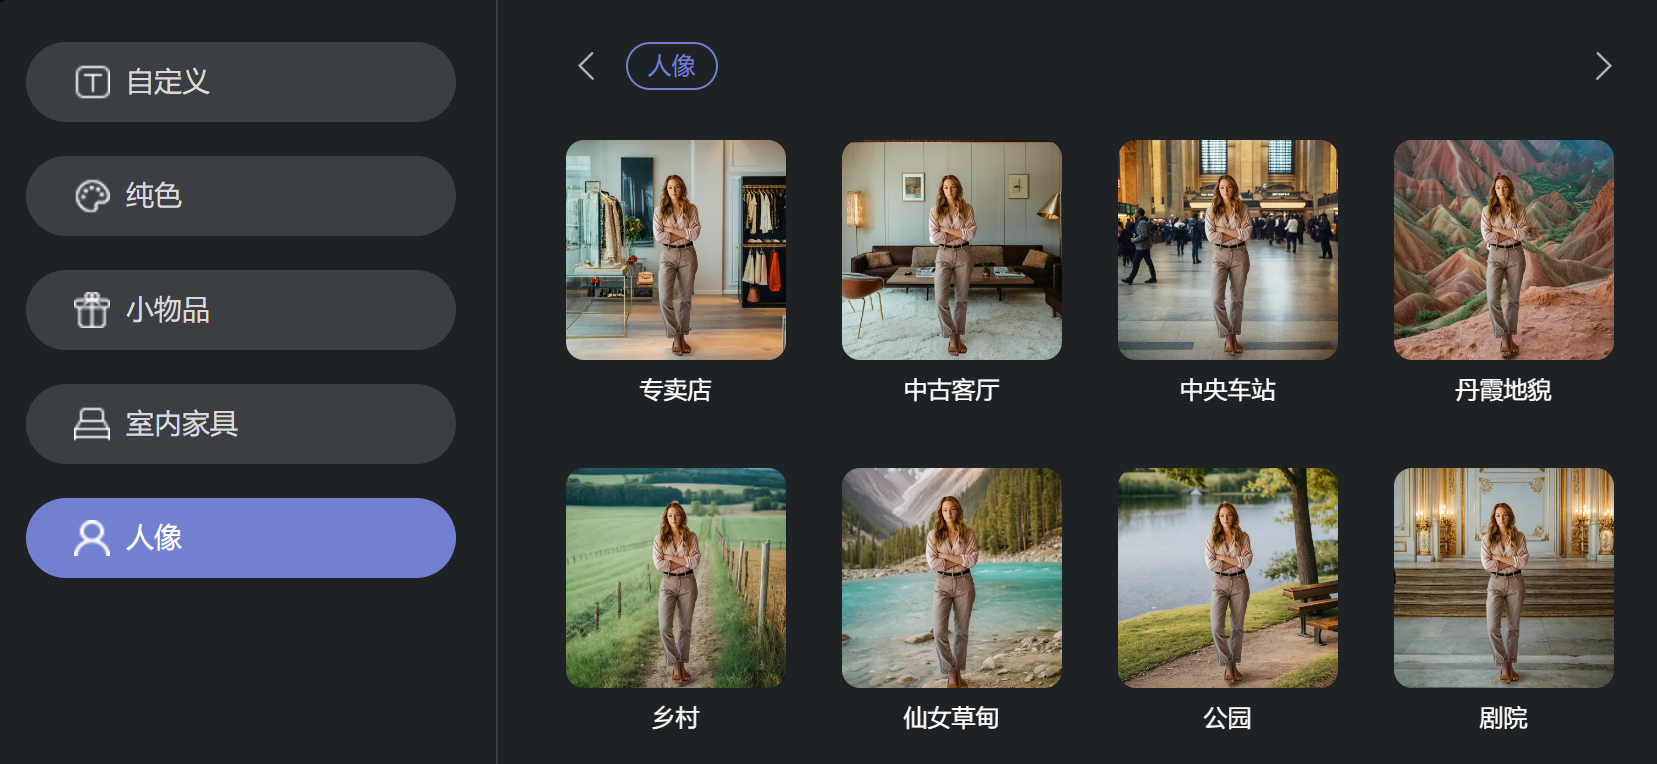 自定义
纯色
小物品
室内家具
人像
人像
专卖店
中古客厅
中央车站
丹霞地貌
乡村
仙女草甸
公园
剧院